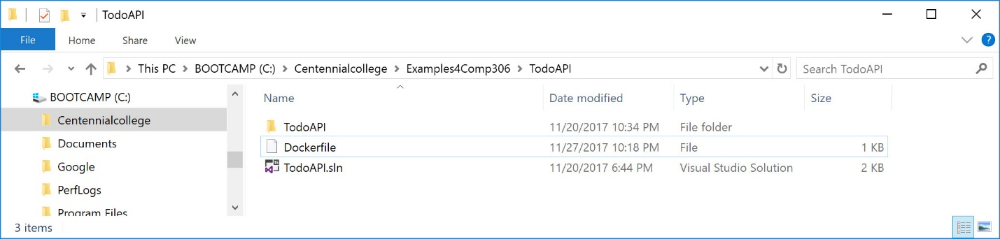 TodoAPI
File Home Share View
This PC BOOTCAMP (C:) Centennialcollege Examples4Comp306 TodoAPI Search TodoAPI
BOOTCAMP (C:)
Centennialcollege
Documents
Google
PerfLogs
Program Files
Name Date modified Type Size
TodoAPI 11/20/2017 10:34 PM File folder
Dockerfile 11/27/2017 10:18 PM File 1 KB
TodoAPI.sln 11/20/2017 6:44 PM Visual Studio Solution 2 KB
3 items